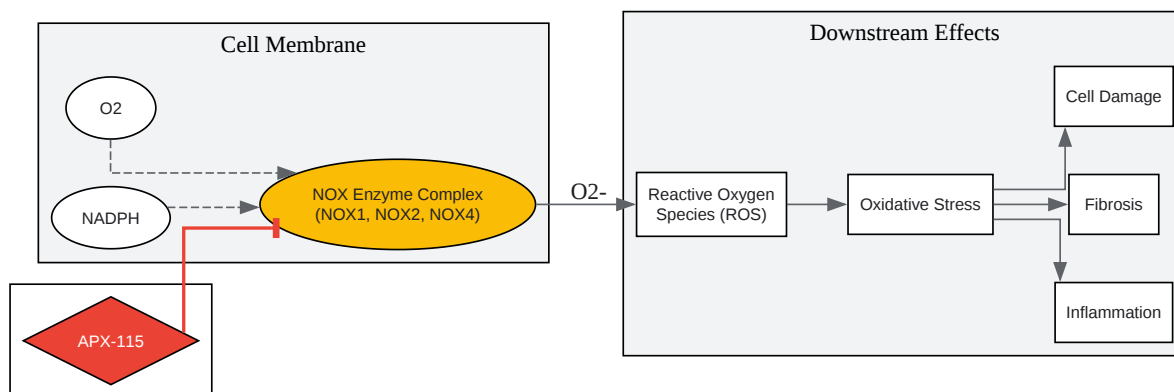 Cell Membrane
O2
NADPH
NOX Enzyme Complex
(NOX1, NOX2, NOX4)
APX-115
O2-
Downstream Effects
Reactive Oxygen
Species (ROS)
Oxidative Stress
Cell Damage
Fibrosis
Inflammation